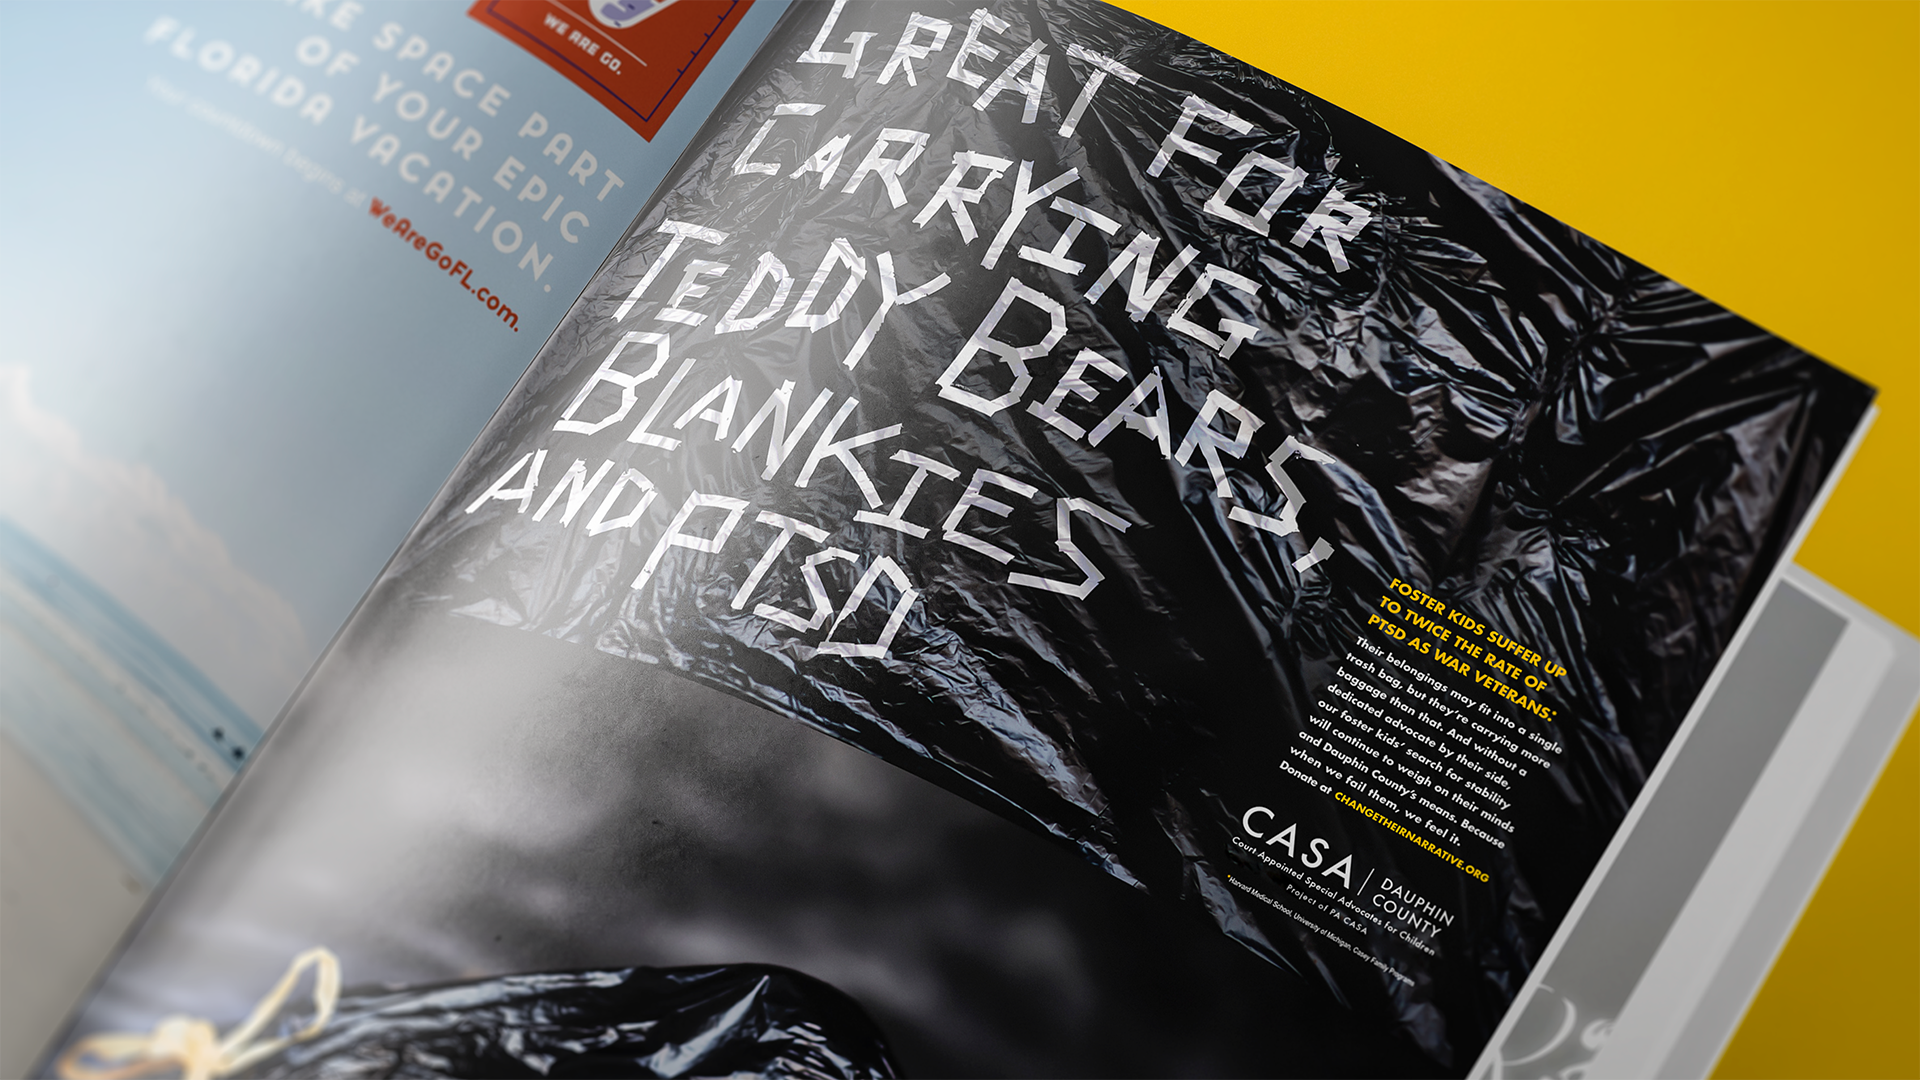 WE ARE GO.
SPACE PART
OF YOUR EPIC
FLORIDA VACATION.
begins at WeAreGoFL.com.
GREAT FOR
CARRYING
TEDDY BEARS,
BLANKIES
AND PTSD
FOSTER KIDS SUFFER UP
TO TWICE THE RATE OF
PTSD AS WAR VETERANS:*
Their belongings may fit into a single
trash bag, but they're carrying more
baggage than that. And without a
dedicated advocate by their side,
our foster kids' search for stability
will continue to weigh on their minds
and Dauphin County's means. Because
when we fail them, we feel it.
Donate at CHANGETHEIRNARRATIVE.ORG
CASA | DAUPHIN COUNTY
Court Appointed Special Advocates for Children
Project of PA CASA
*Harvard Medical School, University of Michigan, Casey Family Programs